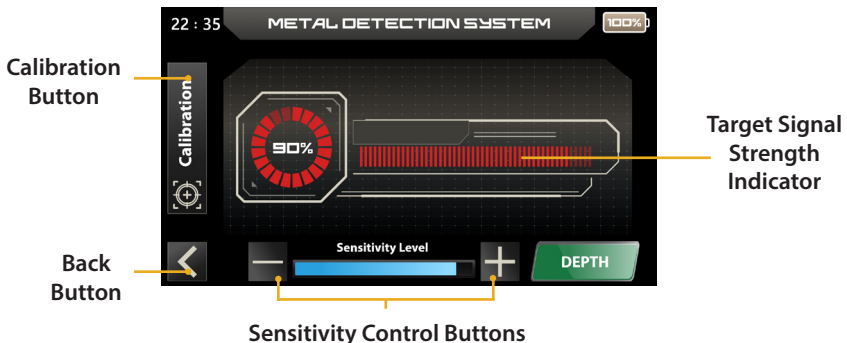 22 : 35
METAL DETECTION SYSTEM
100%
Calibration
Button
Calibration
90%
Target Signal
Strength
Indicator
Back
Button
Sensitivity Level
DEPTH
Sensitivity Control Buttons